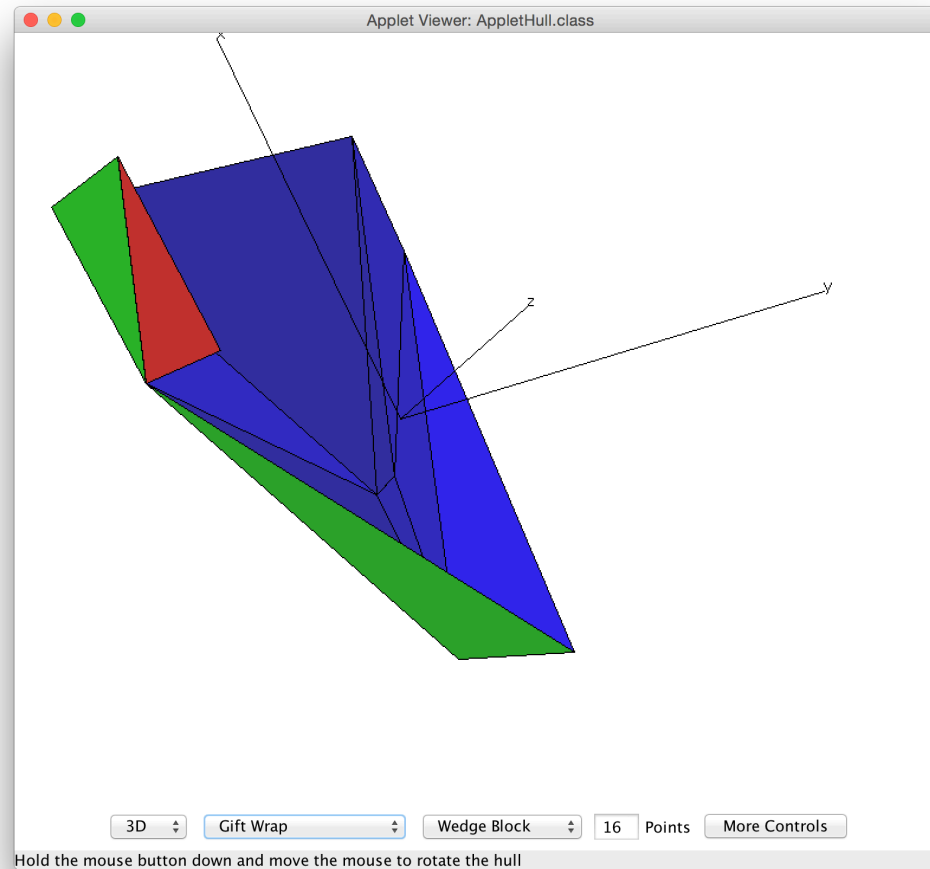 Applet Viewer: AppletHull.class
z
y
3D Gift Wrap Wedge Block 16 Points More Controls
Hold the mouse button down and move the mouse to rotate the hull